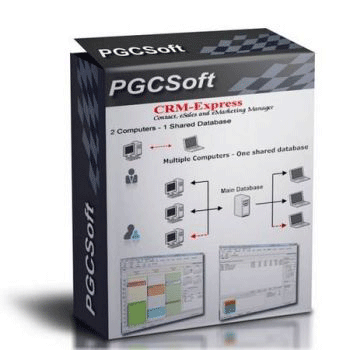 PGCSoft
PGCSoft
CRM-Express
Contact, eSales and eMarketing Manager
2 Computers - 1 Shared Database
Multiple Computers - One shared database
Main Database
PGCSoft